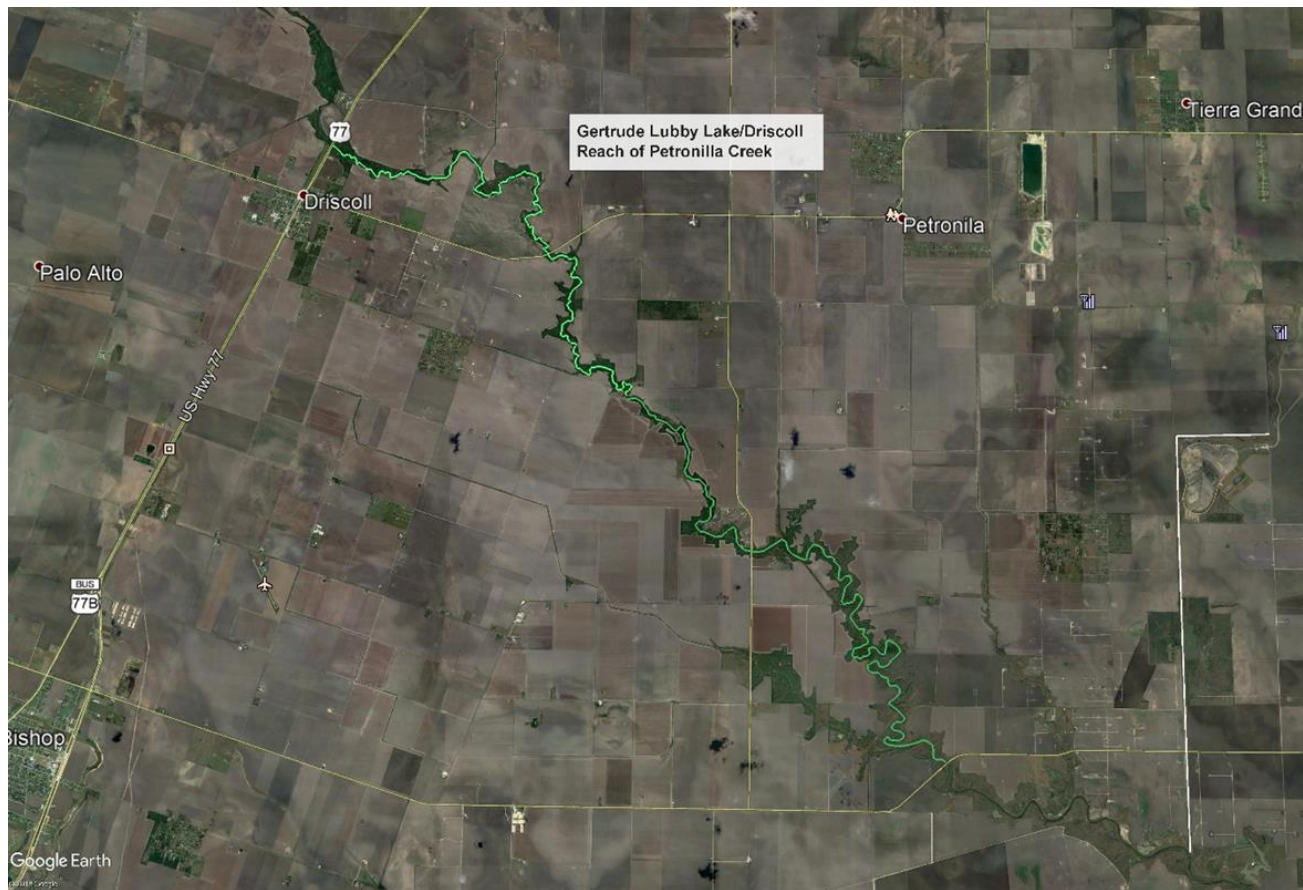 77
Gertrude Lubby Lake/Driscoll
Reach of Petronilla Creek
Tierra Grand
Driscoll
Petronila
Palo Alto
US Hwy 77
BUS
77B
Bishop
Google Earth